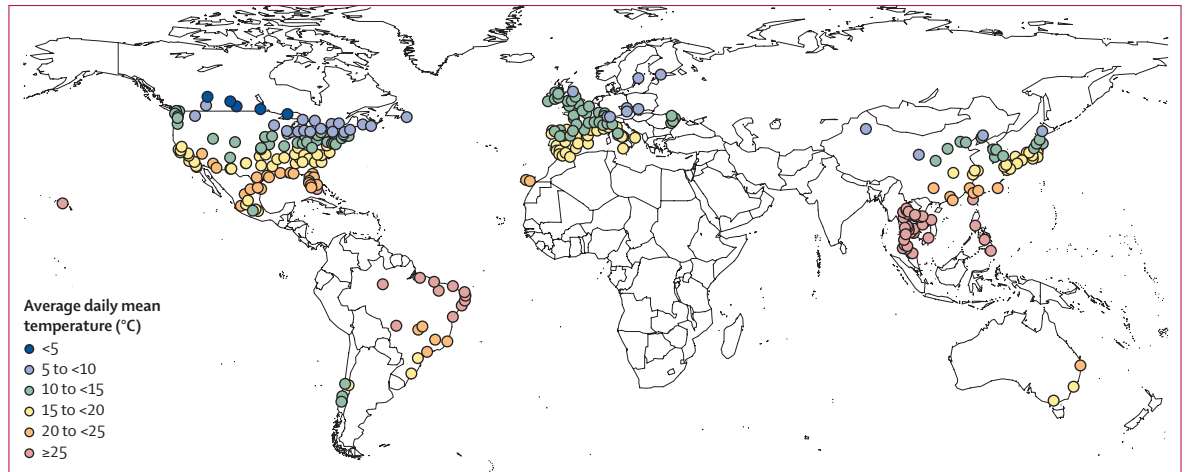 Average daily mean
temperature (°C)
<5
5 to <10
10 to <15
15 to <20
20 to <25
≥25